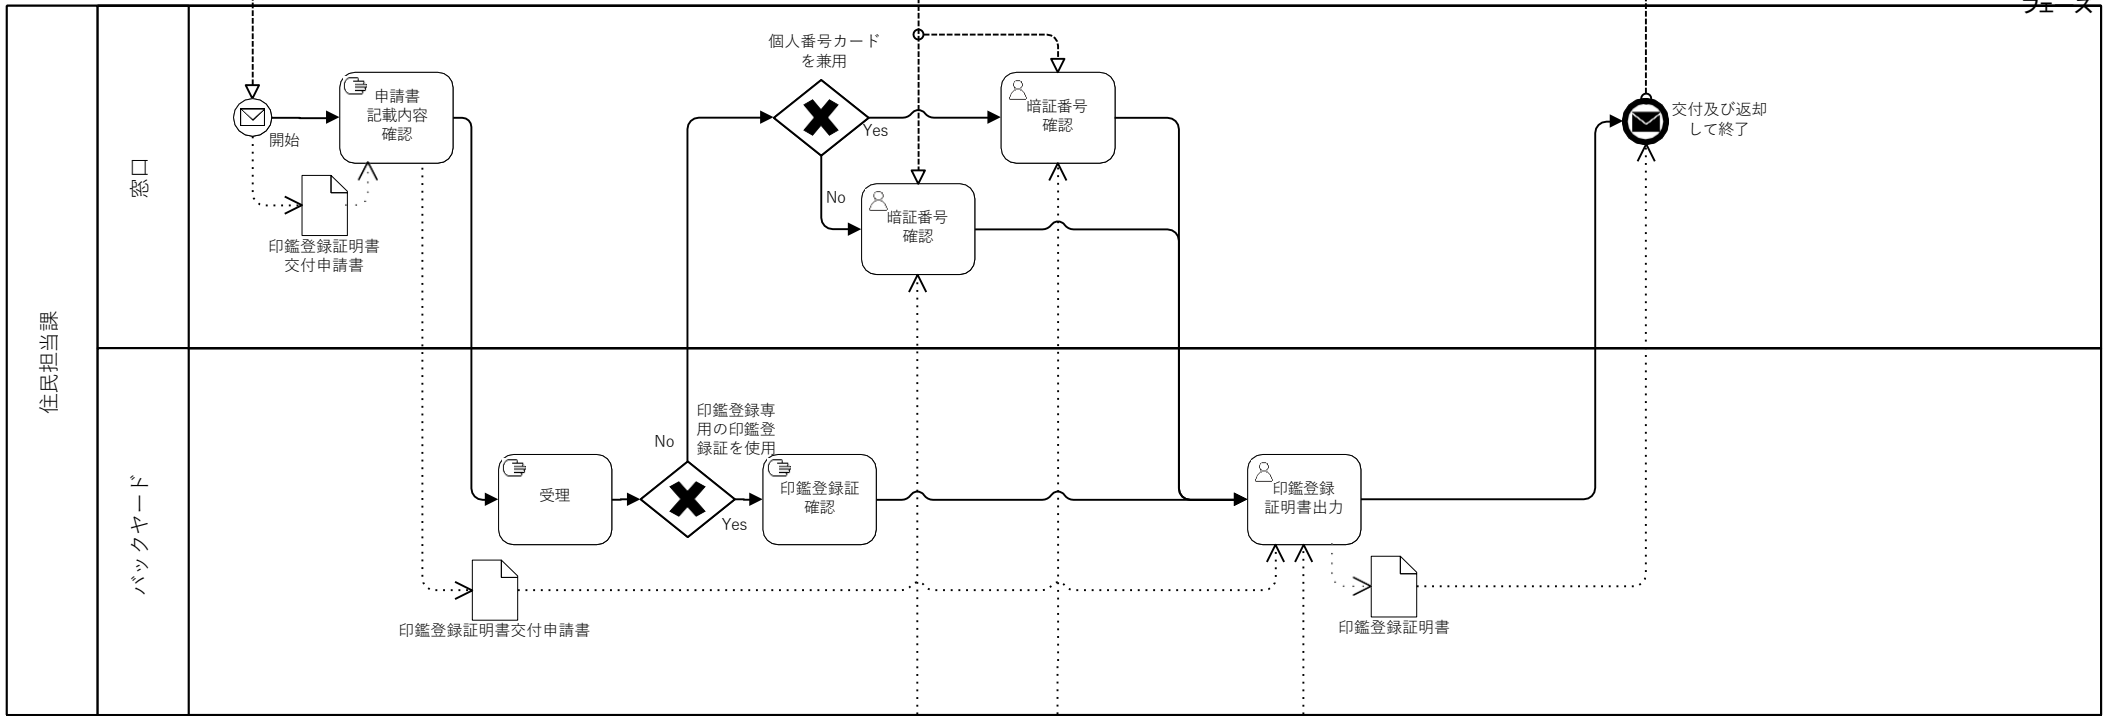 フェーズ
個人番号カード
を兼用
申請書
記載内容
確認
暗証番号
確認
交付及び返却
して終了
開始
Yes
窓口
No
暗証番号
確認
印鑑登録証明書
交付申請書
住民担当課
印鑑登録専
用の印鑑登
録証を使用
No
バックヤード
受理
印鑑登録証
確認
印鑑登録
証明書出力
Yes
印鑑登録証明書交付申請書
印鑑登録証明書